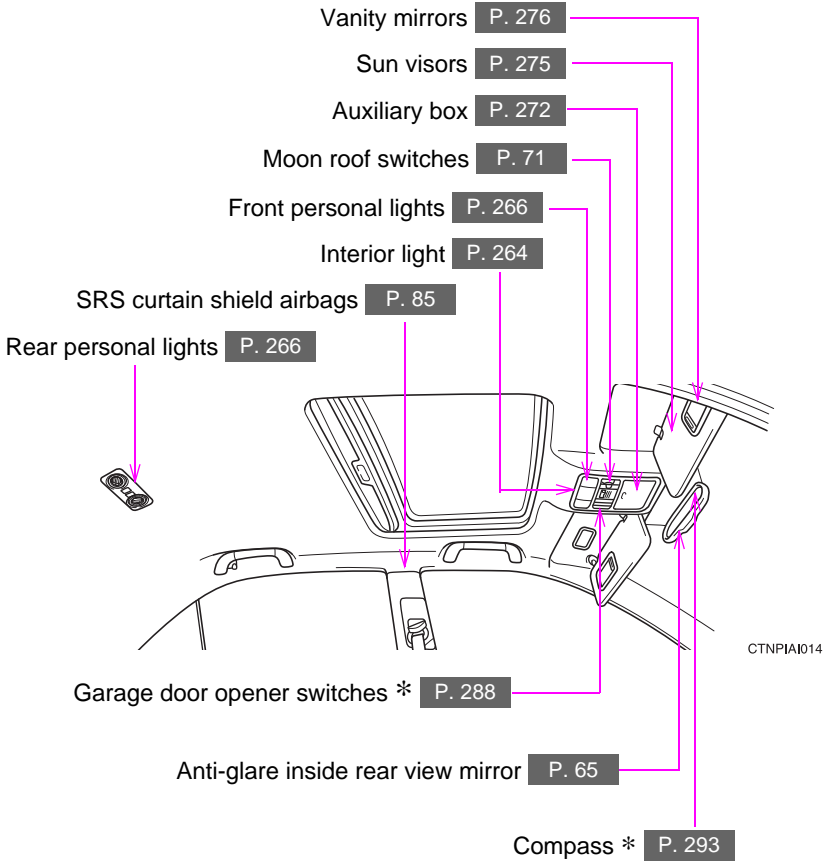 Vanity mirrors P. 276
Sun visors P. 275
Auxiliary box P. 272
Moon roof switches P. 71
Front personal lights P. 266
Interior light P. 264
SRS curtain shield airbags P. 85
Rear personal lights P. 266
CTNPIAI014
Garage door opener switches * P. 288
Anti-glare inside rear view mirror P. 65
Compass * P. 293